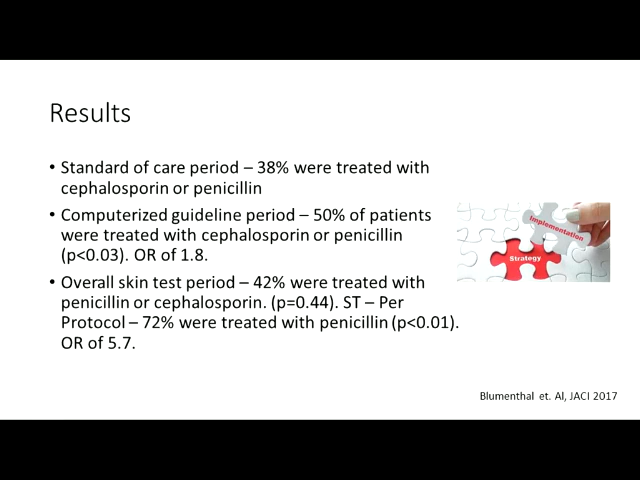 Results
• Standard of care period – 38% were treated with
cephalosporin or penicillin
• Computerized guideline period – 50% of patients
were treated with cephalosporin or penicillin
(p<0.03). OR of 1.8.
• Overall skin test period – 42% were treated with
penicillin or cephalosporin. (p=0.44). ST – Per
Protocol – 72% were treated with penicillin (p<0.01).
OR of 5.7.
Implementation
Strategy
Blumenthal et. Al, JACI 2017